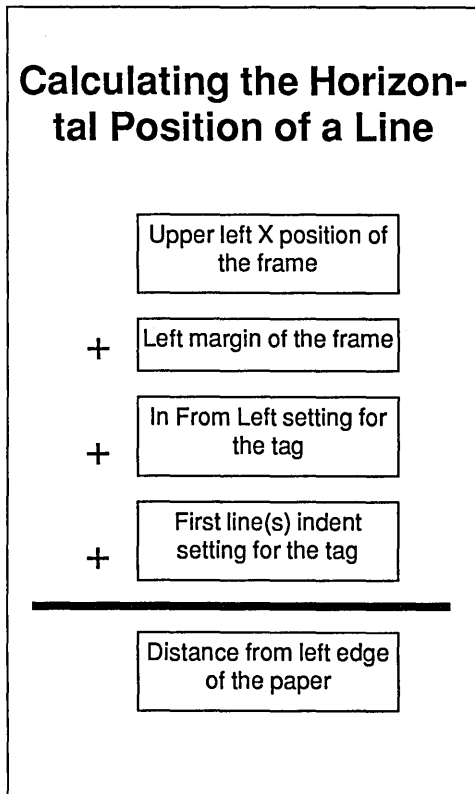 Calculating the Horizon-
tal Position of a Line
Upper left X position of
the frame
+ Left margin of the frame
In From Left setting for
+ the tag
First line(s) indent
+ setting for the tag
Distance from left edge
of the paper